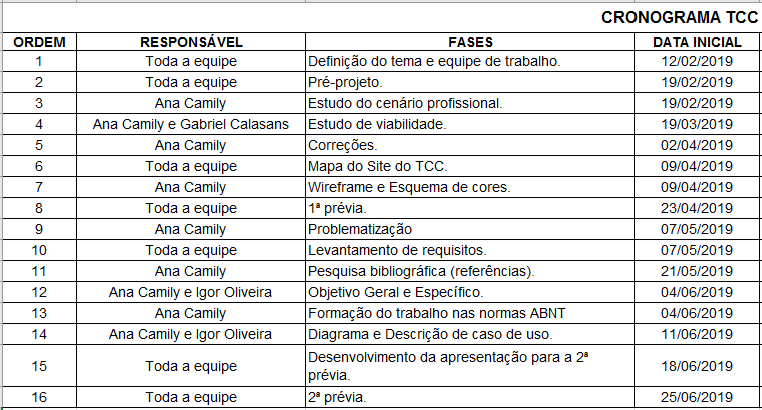 CRONOGRAMA TCC
ORDEM RESPONSÁVEL FASES DATA INICIAL
1 Toda a equipe Definição do tema e equipe de trabalho. 12/02/2019
2 Toda a equipe Pré-projeto. 19/02/2019
3 Ana Camily Estudo do cenário profissional. 19/02/2019
4 Ana Camily e Gabriel Calasans Estudo de viabilidade. 19/03/2019
5 Ana Camily Correções. 02/04/2019
6 Toda a equipe Mapa do Site do TCC. 09/04/2019
7 Ana Camily Wireframe e Esquema de cores. 09/04/2019
8 Toda a equipe 1ª prévia. 23/04/2019
9 Ana Camily Problematização 07/05/2019
10 Toda a equipe Levantamento de requisitos. 07/05/2019
11 Ana Camily Pesquisa bibliográfica (referências). 21/05/2019
12 Ana Camily e Igor Oliveira Objetivo Geral e Específico. 04/06/2019
13 Ana Camily Formação do trabalho nas normas ABNT 04/06/2019
14 Ana Camily e Igor Oliveira Diagrama e Descrição de caso de uso. 11/06/2019
15 Toda a equipe Desenvolvimento da apresentação para a 2ª
prévia. 18/06/2019
16 Toda a equipe 2ª prévia. 25/06/2019